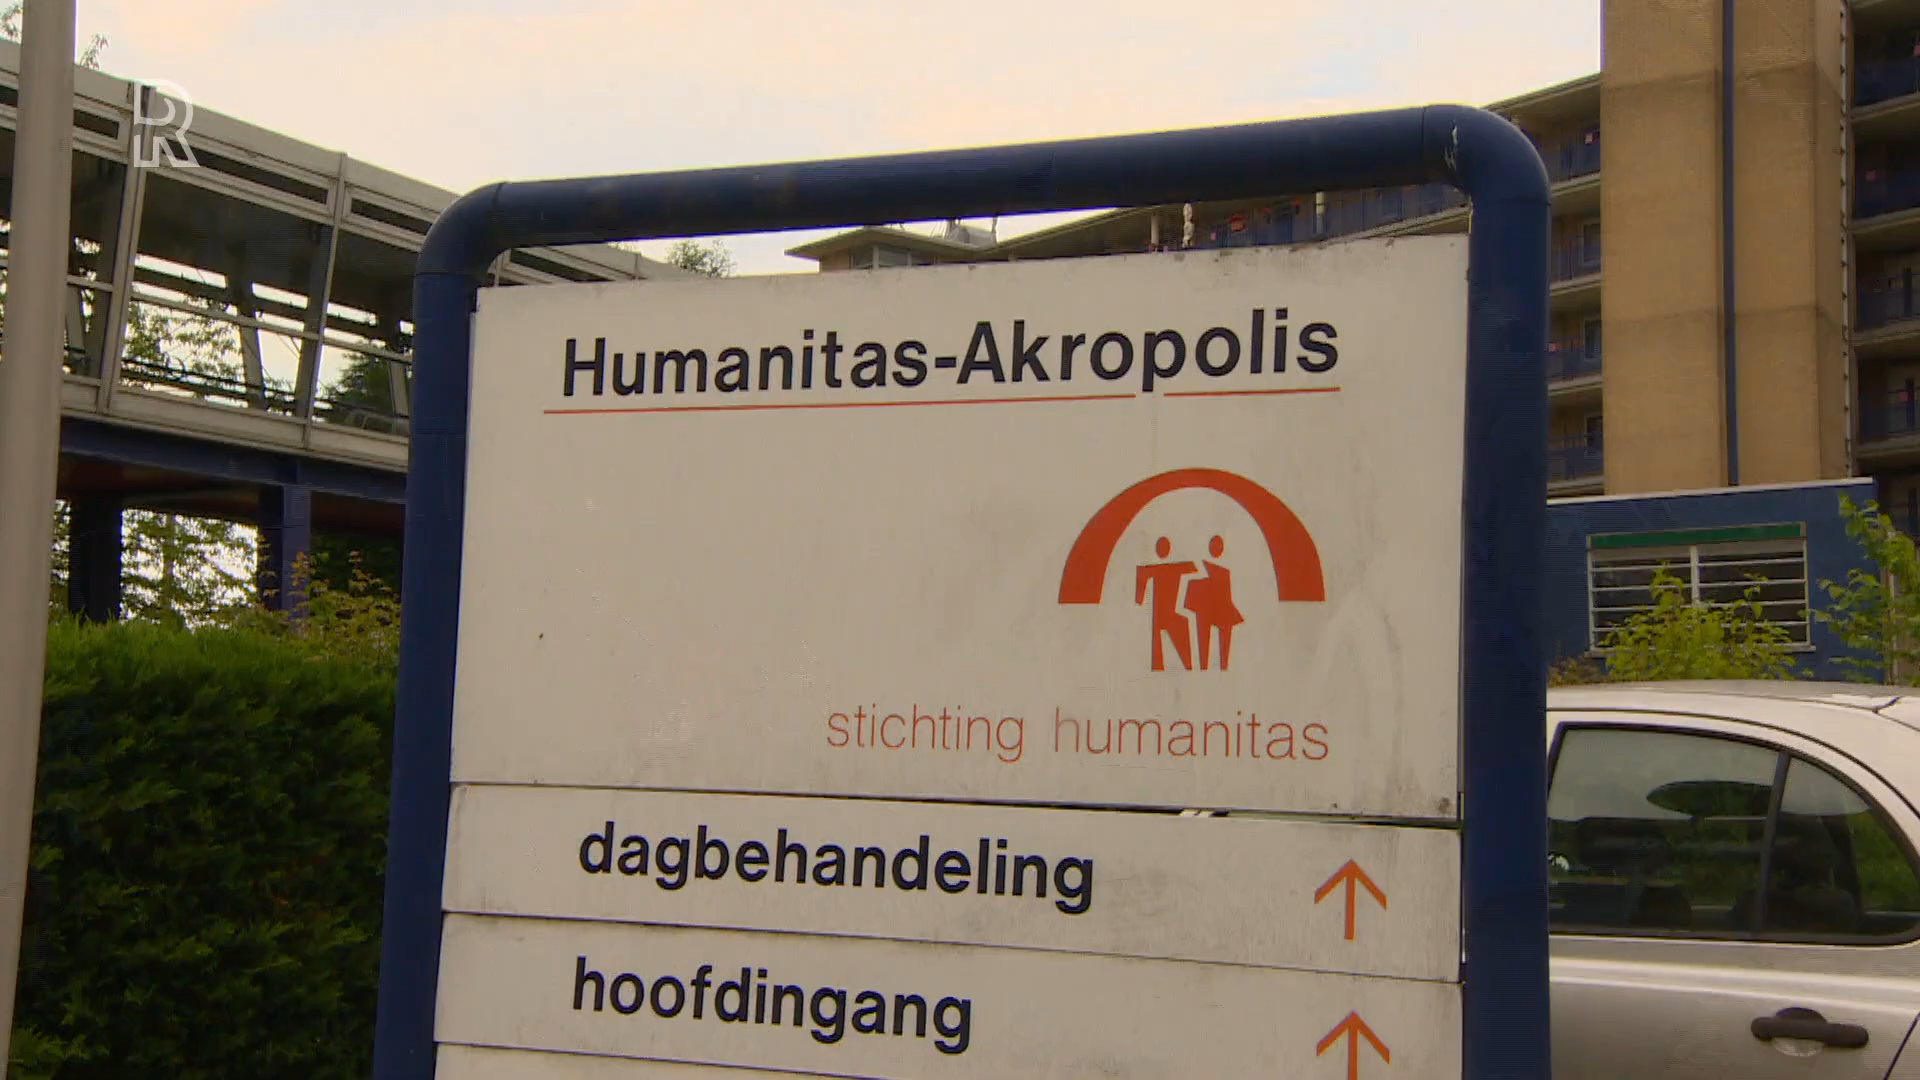 R
Humanitas-Akropolis
stichting humanitas
dagbehandeling
hoofdingang